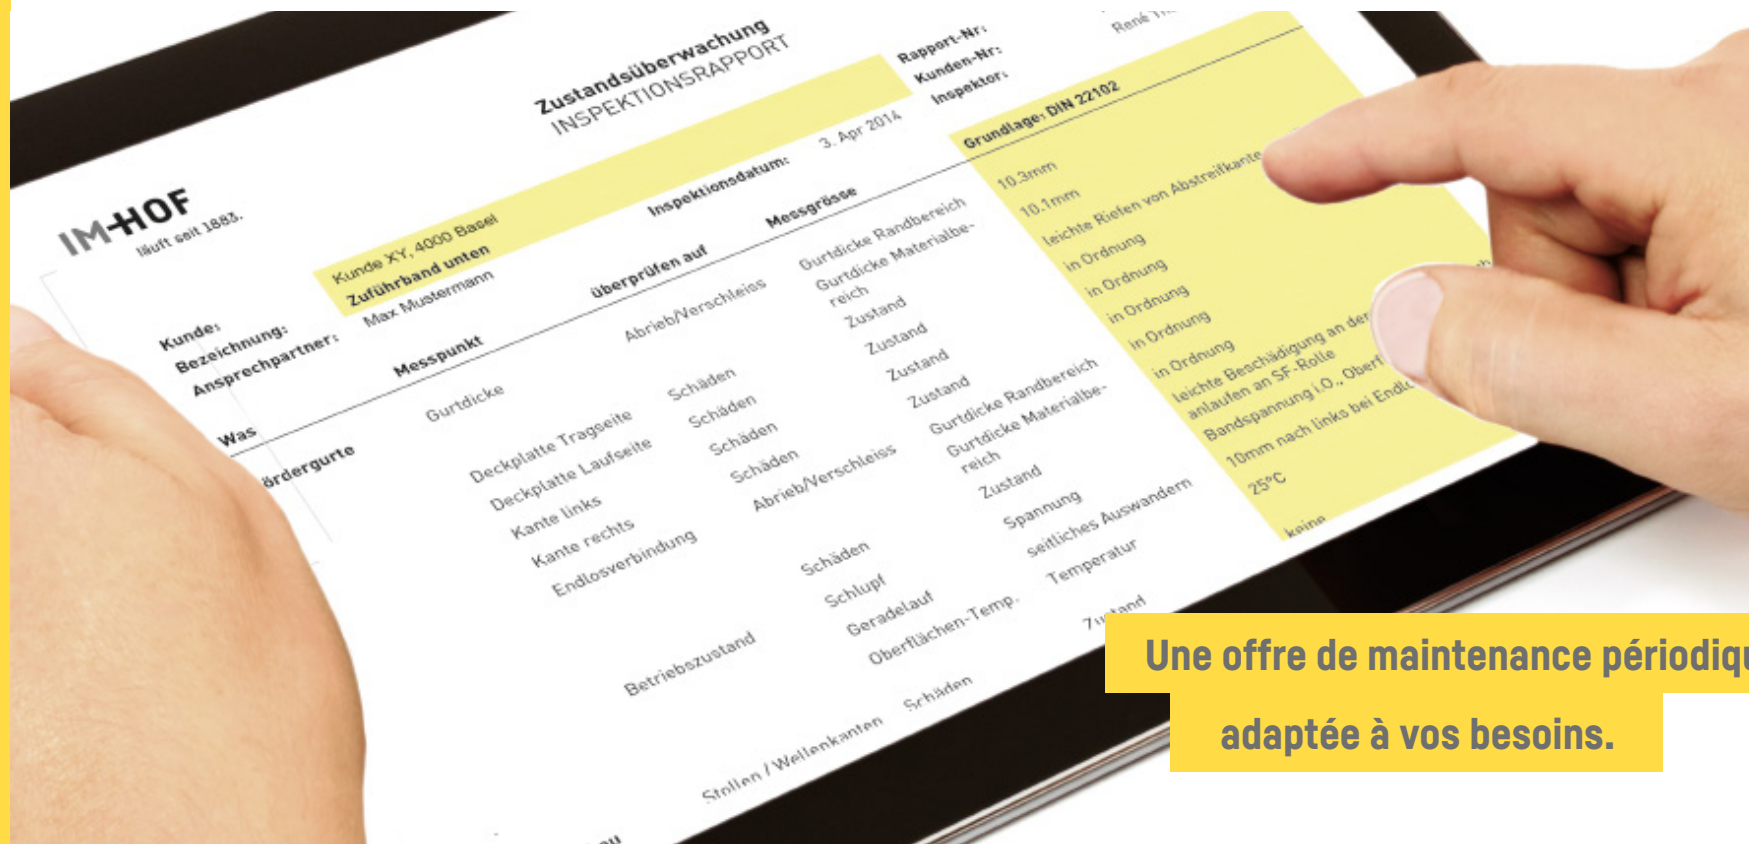 Zustandsüberwachung
INSPEKTIONSRAPPORT
IM-HOF
läuft seit 1883.
Kunde: Kunde XY, 4000 Basel
Bezeichnung: Zuführband unten
Ansprechpartner: Max Mustermann
Inspektionsdatum: 3. Apr 2014
Rapport-Nr:
Kunden-Nr:
Inspektor: René
Was Messpunkt überprüfen auf Messgrösse Grundlage: DIN 22102
Gurtdicke Abrieb/Verschleiss Gurtdicke Randbereich 10.3mm
Gurtdicke Materialbe-
reich 10.1mm
Deckplatte Tragseite Schäden Zustand leichte Riefen von Abstreifkante
Deckplatte Laufseite Schäden Zustand in Ordnung
Kante links Schäden Zustand in Ordnung
Kante rechts Schäden Zustand in Ordnung
Endlosverbindung Abrieb/Verschleiss Gurtdicke Randbereich in Ordnung
Gurtdicke Materialbe-
reich in Ordnung
Schäden Zustand leichte Beschädigung an der
anlaufen an SF-Rolle
Betriebszustand Schlupf Spannung Bandspannung i.O.,
Geradelauf seitliches Auswandern 10mm nach links bei
Oberflächen-Temp. Temperatur 25°C
Stollen / Wellenkanten Schäden Zustand keine
Une offre de maintenance
adaptée à vos besoins.